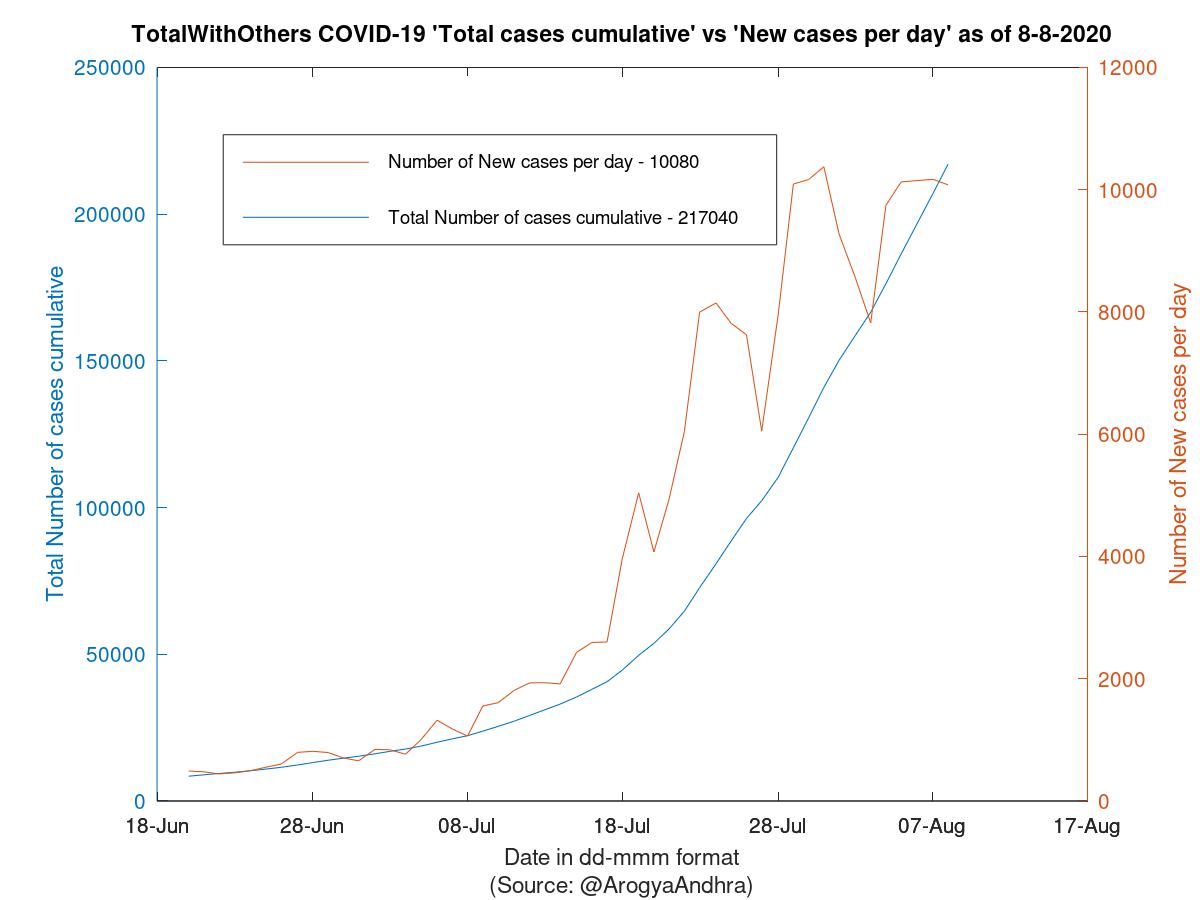 TotalWithOthers COVID-19 'Total cases cumulative' vs 'New cases per day' as of 8-8-2020
250000
200000
150000
100000
50000
0
Total Number of cases cumulative
12000
10000
8000
6000
4000
2000
0
Number of New cases per day
Number of New cases per day - 10080
Total Number of cases cumulative - 217040
18-Jun 28-Jun 08-Jul 18-Jul 28-Jul 07-Aug 17-Aug
Date in dd-mmm format
(Source: @ArogyaAndhra)